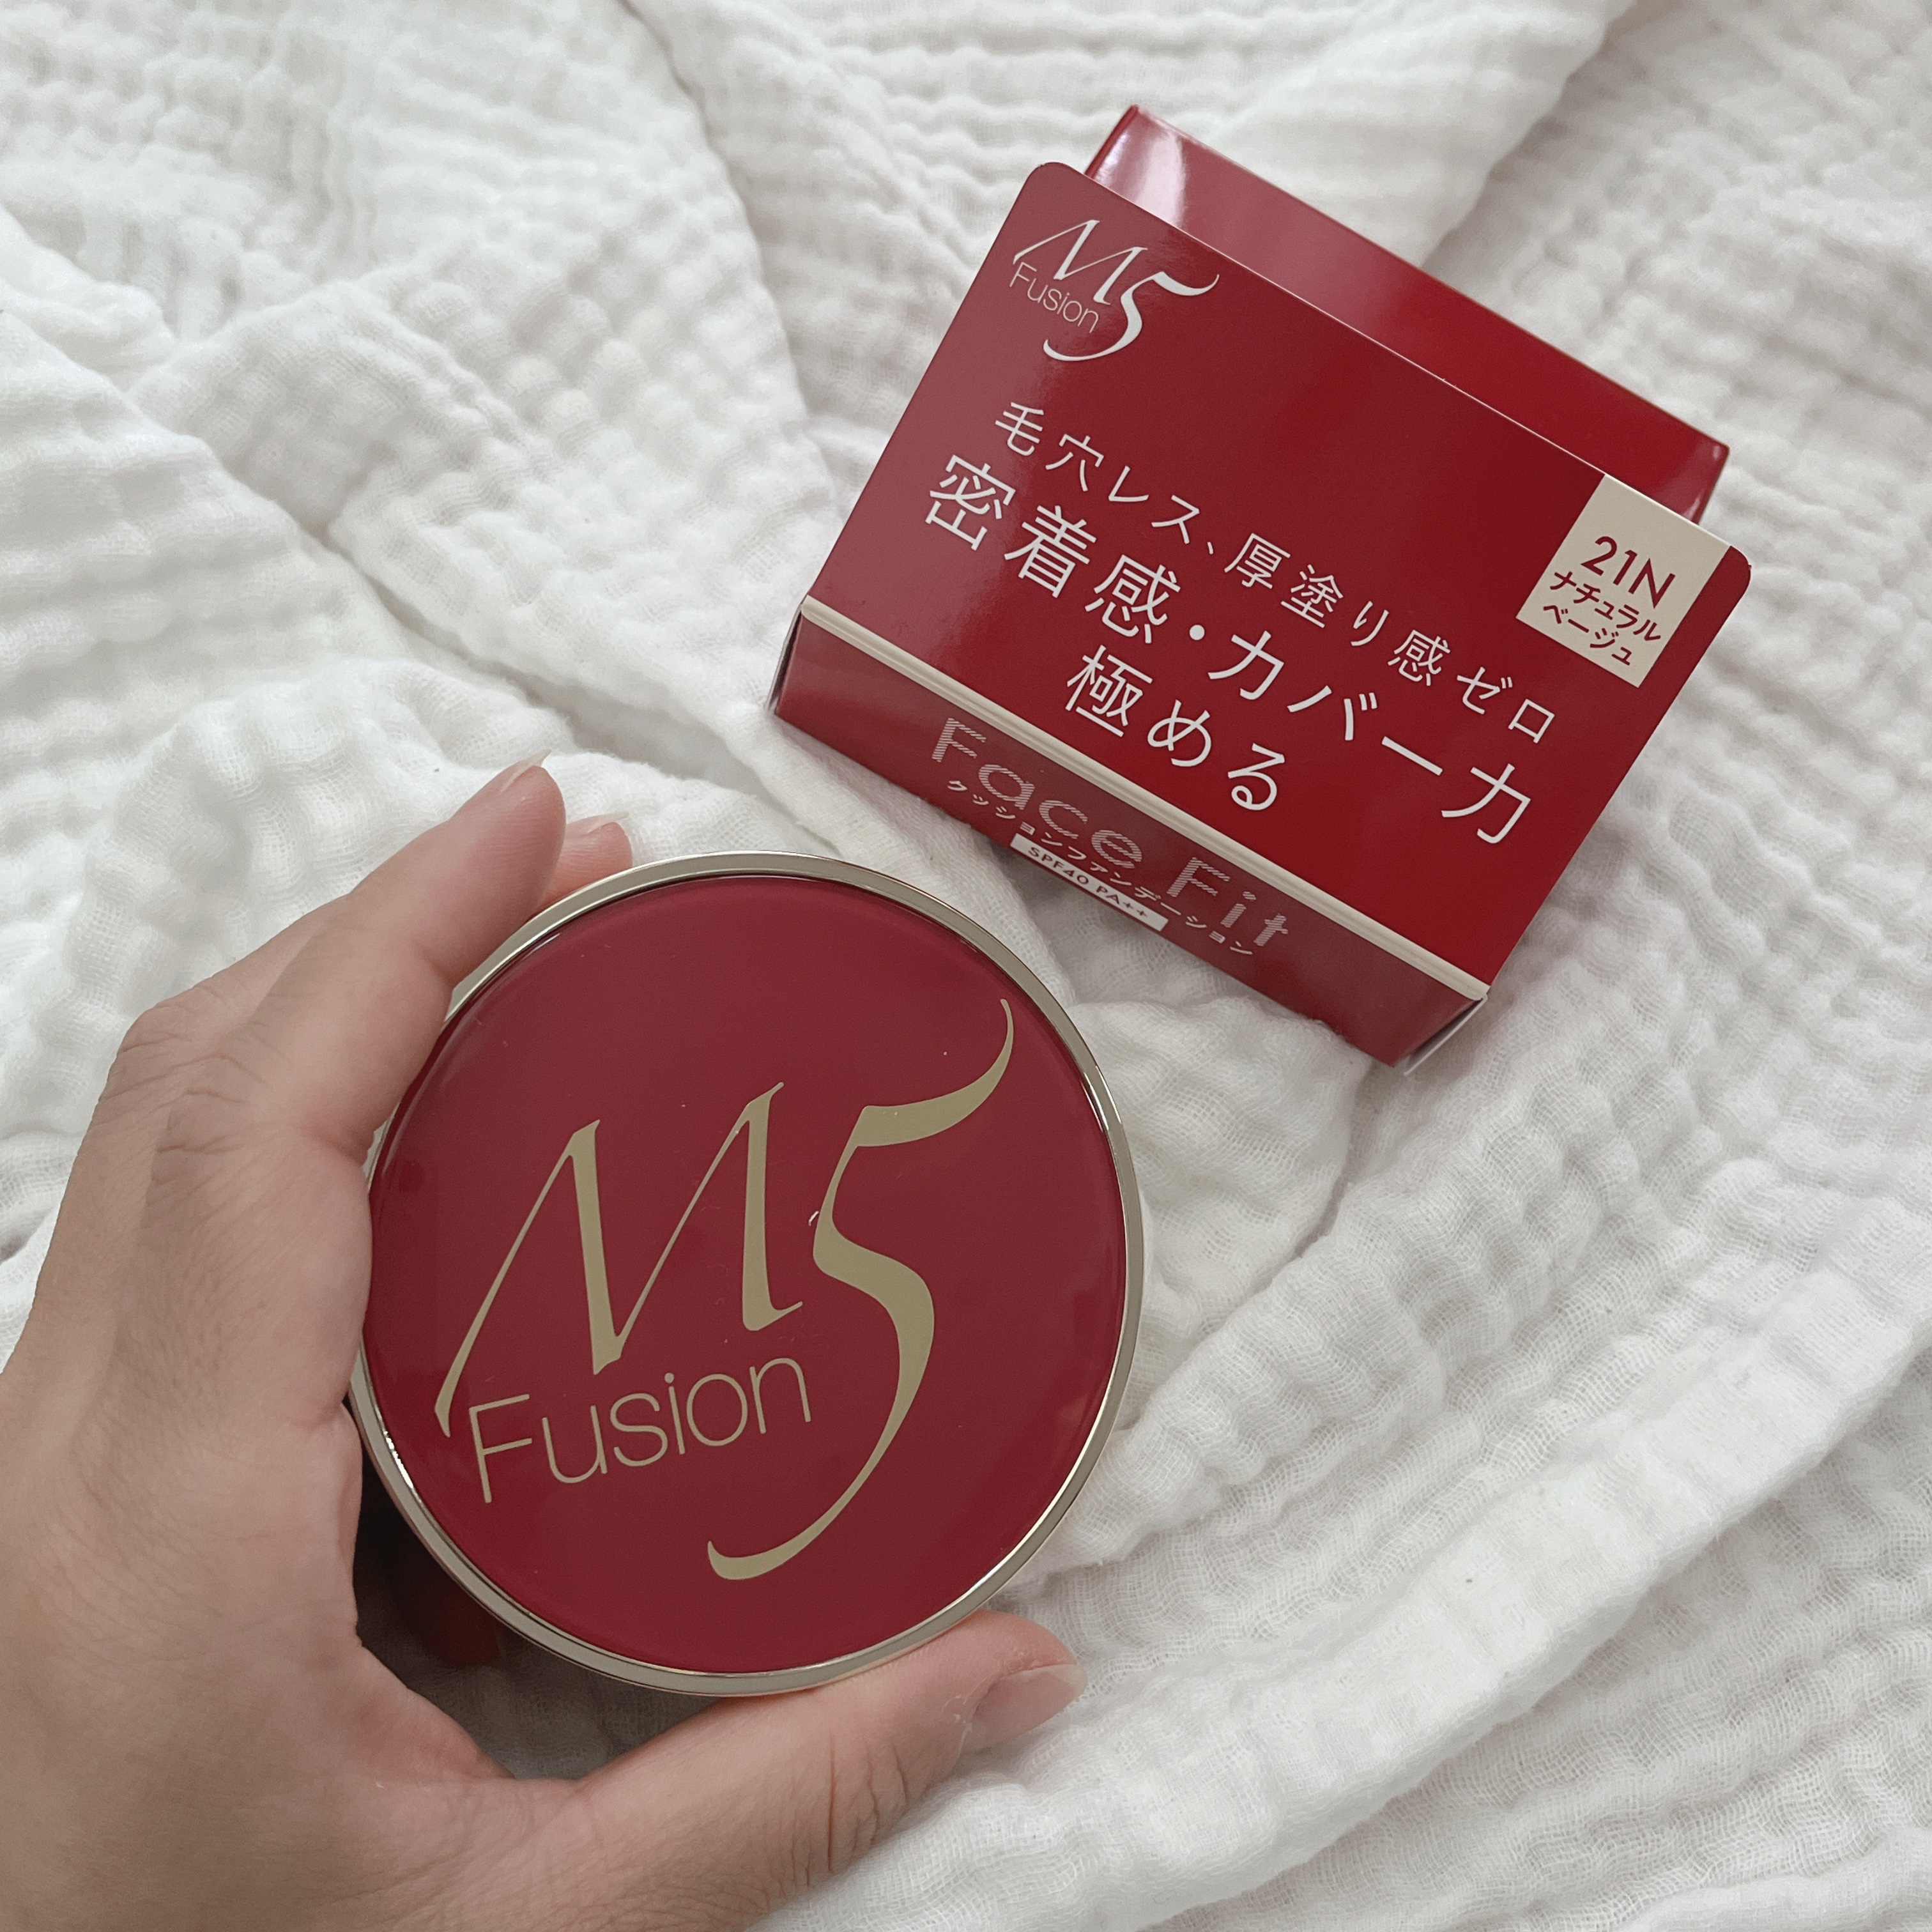 M5
Fusion
毛穴レス、厚塗り感ゼロ
密着感・カバー力
極める
21N
ナチュラル
ベージュ
Face Fit
クッションファンデーション
SPF40 PA++
M5
Fusion